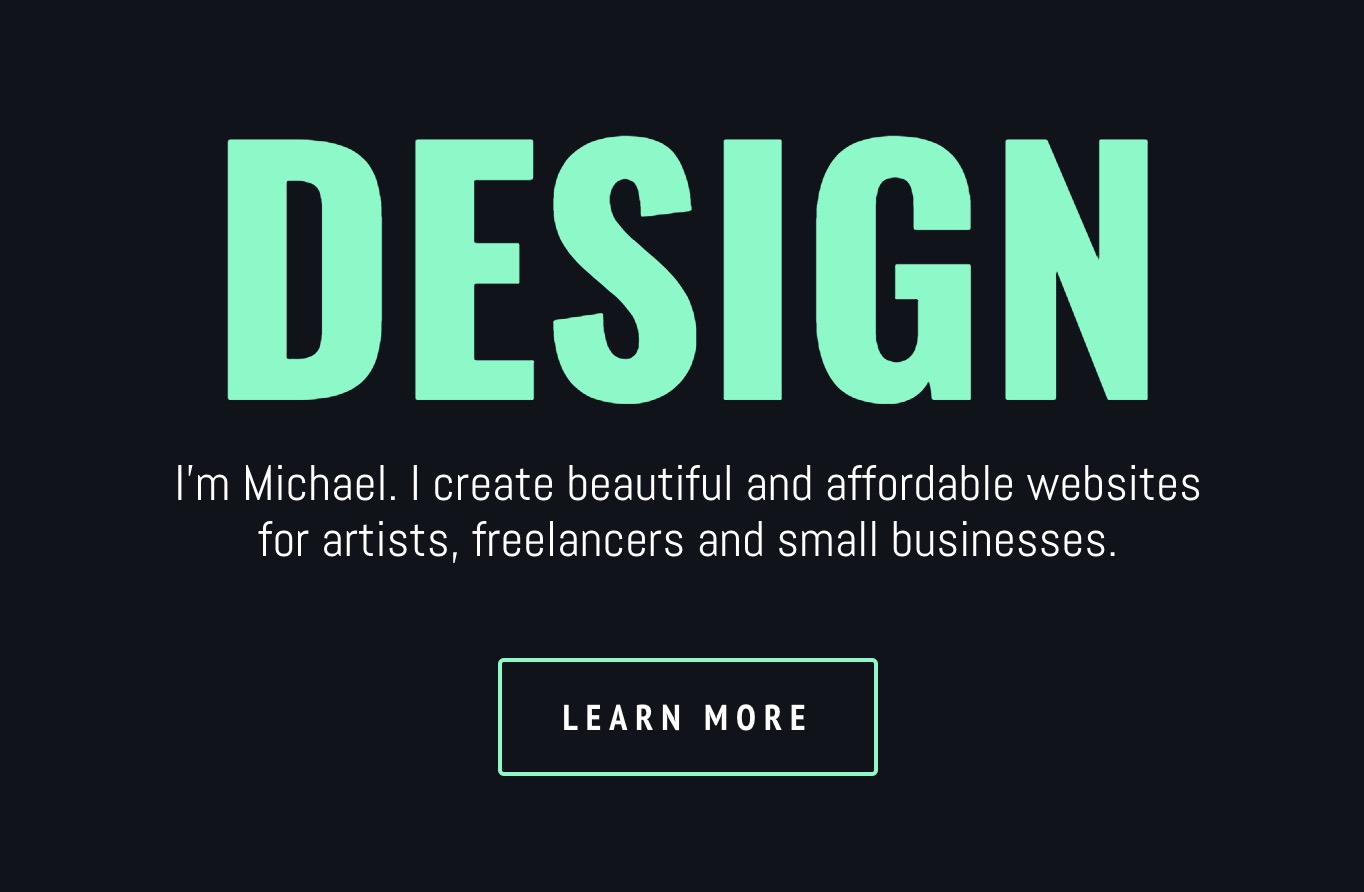 DESIGN
I'm Michael. I create beautiful and affordable websites
for artists, freelancers and small businesses.
LEARN MORE